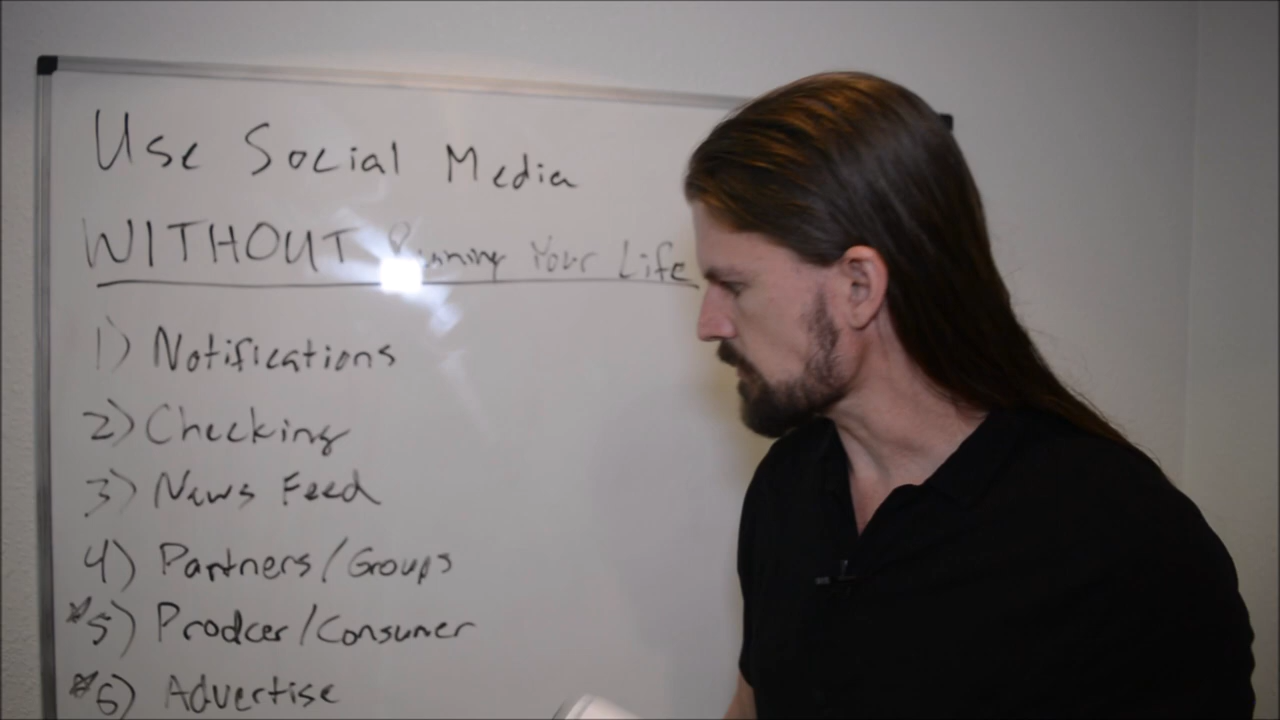 Use Social Media
WITHOUT Running Your Life
1) Notifications
2) Checking
3) News Feed
4) Partners/Groups
*5) Prodcer/Consumer
*6) Advertise